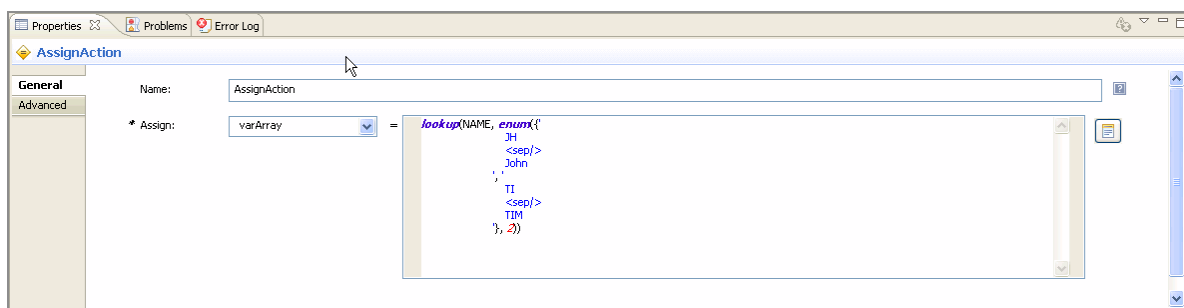 Properties Problems Error Log
AssignAction
General
Advanced
Name: AssignAction ?
* Assign: varArray = lookup(NAME, enum({'
JH
<sep/>
John
', '
TI
<sep/>
TIM
'}, 2))